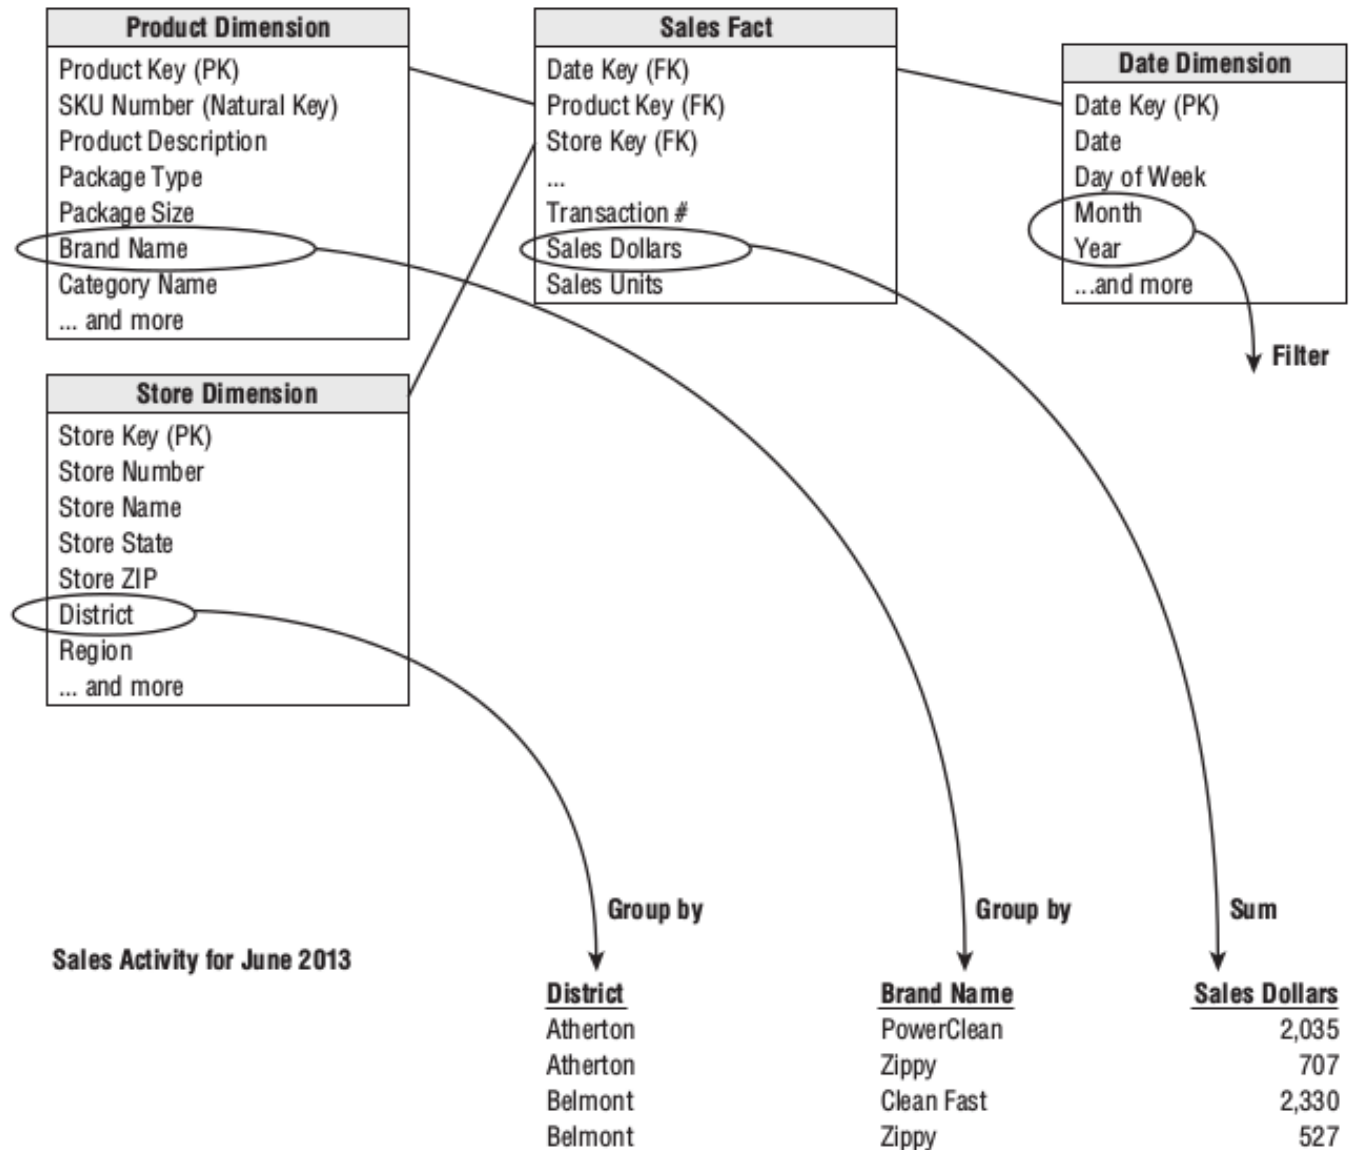 Product Dimension
Product Key (PK)
SKU Number (Natural Key)
Product Description
Package Type
Package Size
Brand Name
Category Name
... and more
Sales Fact
Date Key (FK)
Product Key (FK)
Store Key (FK)
...
Transaction #
Sales Dollars
Sales Units
Date Dimension
Date Key (PK)
Date
Day of Week
Month
Year
...and more
Filter
Store Dimension
Store Key (PK)
Store Number
Store Name
Store State
Store ZIP
District
Region
... and more
Group by
Group by
Sum
Sales Activity for June 2013
District Brand Name Sales Dollars
Atherton PowerClean 2,035
Atherton Zippy 707
Belmont Clean Fast 2,330
Belmont Zippy 527